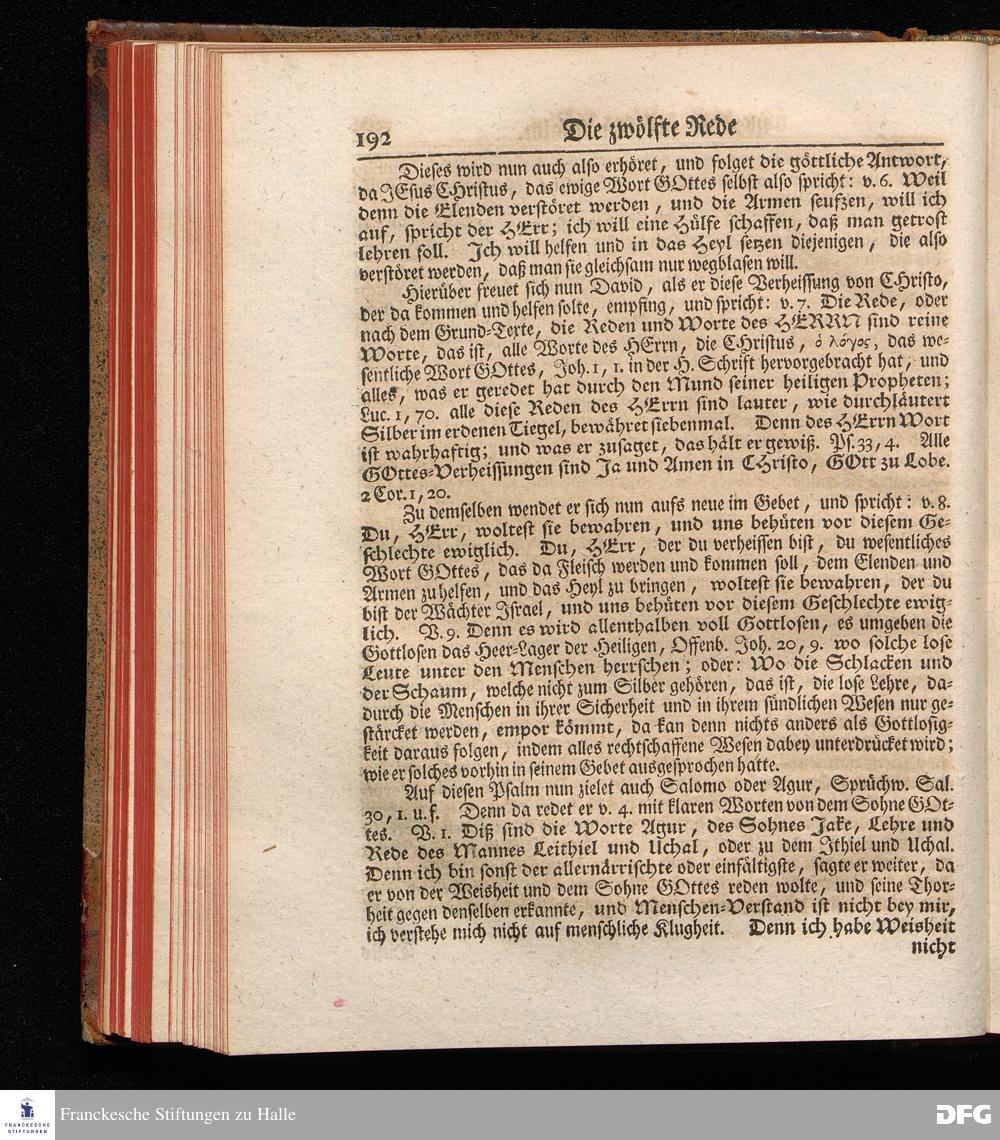 192 Die zwölfte Rede
Dieses wird nun auch also erhöret, und folget die göttliche Antwort,
da JEsus CHristus, das ewige Wort GOttes selbst also spricht: v. 6. Weil
denn die Elenden verstöret werden, und die Armen seufzen, will ich
auf, spricht der HErr; ich will eine Hülfe schaffen, daß man getrost
lehren soll. Ich will helfen und in das Heyl setzen diejenigen, die also
verstöret werden, daß man sie gleichsam nur wegblasen will.
Hierüber freuet sich nun David, als er diese Verheissung von CHristo,
der da kommen und helfen solte, empfing, und spricht: v. 7. Die Rede, oder
nach dem Grund-Texte, die Reden und Worte des HERRN sind reine
Worte, das ist, alle Worte des HErrn, die CHristus, ὁ λόγος, das we-
sentliche Wort GOttes, Joh. 1, 1. in der H. Schrift hervorgebracht hat, und
alles, was er geredet hat durch den Mund seiner heiligen Propheten;
Luc. 1, 70. alle diese Reden des HErrn sind lauter, wie durchläutert
Silber im erdenen Tiegel, bewähret siebenmal. Denn des HErrn Wort
ist wahrhaftig; und was er zusaget, das hält er gewiß. Ps. 33, 4. Alle
GOttes-Verheissungen sind Ja und Amen in CHristo, GOtt zu Lobe.
2 Cor. 1, 20.
Zu demselben wendet er sich nun aufs neue im Gebet, und spricht: v. 8.
Du, HErr, woltest sie bewahren, und uns behüten vor diesem Ge-
schlechte ewiglich. Du, HErr, der du verheissen bist, du wesentliches
Wort GOttes, das da Fleisch werden und kommen soll, dem Elenden und
Armen zu helfen, und das Heyl zu bringen, woltest sie bewahren, der du
bist der Wächter Israel, und uns behüten vor diesem Geschlechte ewig-
lich. V. 9. Denn es wird allenthalben voll Gottlosen, es umgeben die
Gottlosen das Heer-Lager der Heiligen, Offenb. Joh. 20, 9. wo solche lose
Leute unter den Menschen herrschen; oder: Wo die Schlacken und
der Schaum, welche nicht zum Silber gehören, das ist, die lose Lehre, da-
durch die Menschen in ihrer Sicherheit und in ihrem sündlichen Wesen nur ge-
stärcket werden, empor kömmt, da kan denn nichts anders als Gottlosig-
keit daraus folgen, indem alles rechtschaffene Wesen dabey unterdrücket wird;
wie er solches vorhin in seinem Gebet ausgesprochen hatte.
Auf diesen Psalm nun zielet auch Salomo oder Agur, Sprüchw. Sal.
30, 1. u. f. Denn da redet er v. 4. mit klaren Worten von dem Sohne GOt-
tes. V. 1. Diß sind die Worte Agur, des Sohnes Jake, Lehre und
Rede des Mannes Leithiel und Uchal, oder zu dem Ithiel und Uchal.
Denn ich bin sonst der allernärrischte oder einfältigste, sagte er weiter, da
er von der Weisheit und dem Sohne GOttes reden wolte, und seine Thor-
heit gegen denselben erkannte, und Menschen-Verstand ist nicht bey mir,
ich verstehe mich nicht auf menschliche Klugheit. Denn ich habe Weisheit
nicht
FRANCKESCHE
STIFTUNGEN
Franckesche Stiftungen zu Halle
DFG